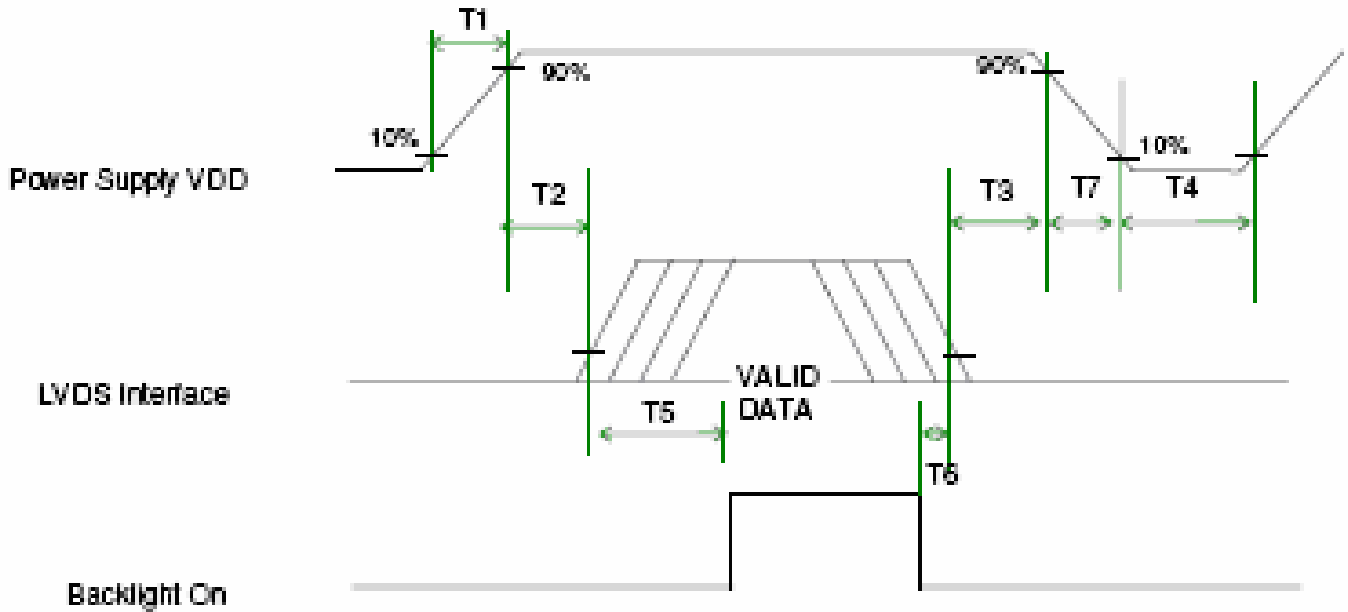 T1
90%
90%
10%
10%
Power Supply VDD
T2
T3
T7
T4
LVDS Interface
VALID
DATA
T5
T6
Backlight On